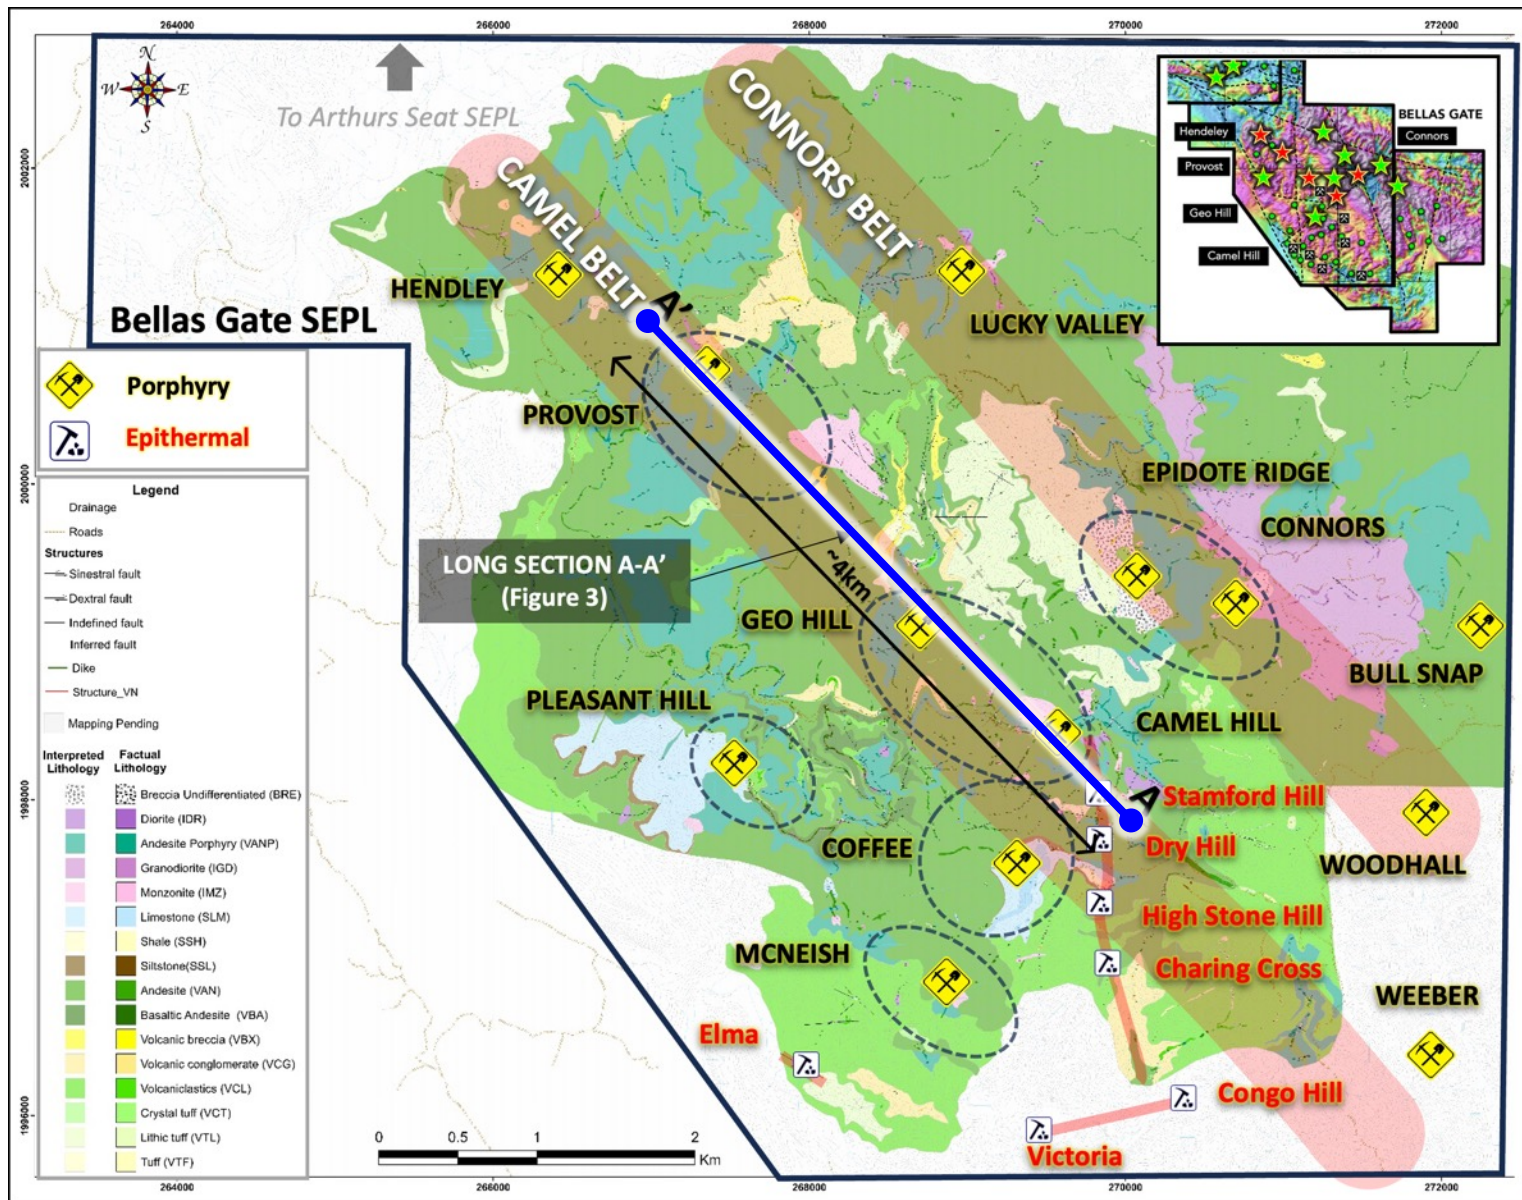 264000
266000
268000
270000
272000
N
W
E
S
To Arthurs Seat SEPL
CONNORS BELT
CAMEL BELT
BELLAS GATE
Hendeley
Connors
Provost
Geo Hill
Camel Hill
2002000
HENDLEY
A'
LUCKY VALLEY
Bellas Gate SEPL
Porphyry
Epithermal
PROVOST
EPIDOTE RIDGE
CONNORS
2000000
LONG SECTION A-A'
(Figure 3)
~4km
GEO HILL
BULL SNAP
PLEASANT HILL
CAMEL HILL
A
Stamford Hill
1998000
Dry Hill
COFFEE
WOODHALL
High Stone Hill
MCNEISH
Charing Cross
WEEBER
Elma
Congo Hill
1996000
Victoria
Legend
Drainage
Roads
Structures
Sinestral fault
Dextral fault
Indefined fault
Inferred fault
Dike
Structure_VN
Mapping Pending
Interpreted Lithology
Factual Lithology
Breccia Undifferentiated (BRE)
Diorite (IDR)
Andesite Porphyry (VANP)
Granodiorite (IGD)
Monzonite (IMZ)
Limestone (SLM)
Shale (SSH)
Siltstone(SSL)
Andesite (VAN)
Basaltic Andesite (VBA)
Volcanic breccia (VBX)
Volcanic conglomerate (VCG)
Volcaniclastics (VCL)
Crystal tuff (VCT)
Lithic tuff (VTL)
Tuff (VTF)
0 0.5 1 2
Km
264000
266000
268000
270000
272000